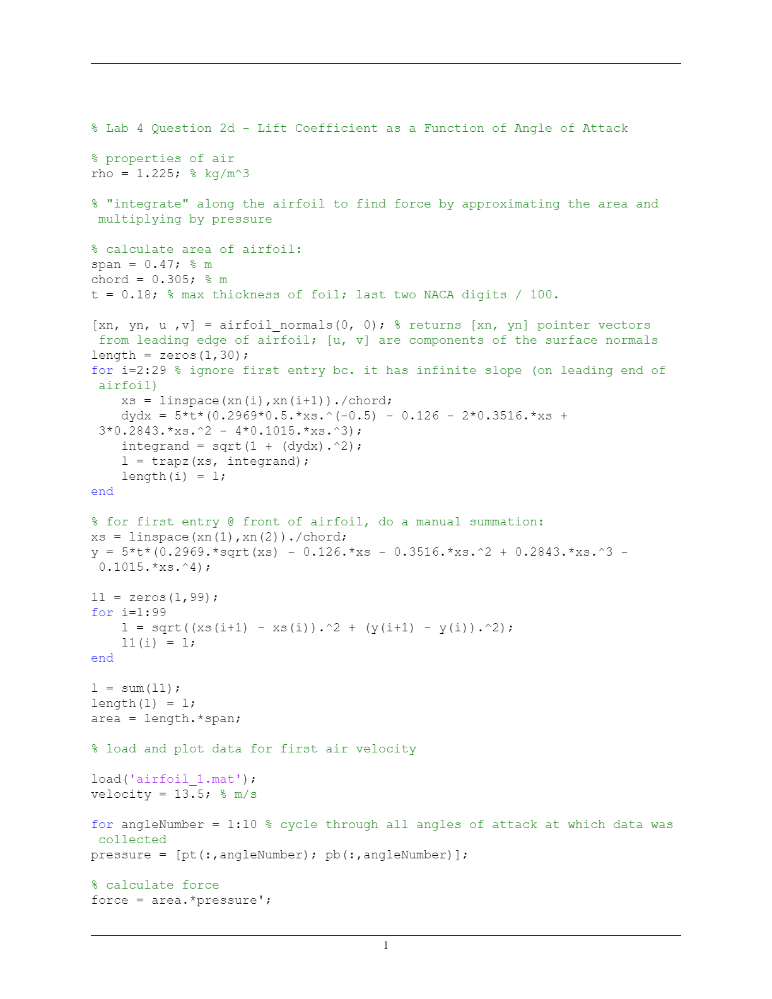 % Lab 4 Question 2d - Lift Coefficient as a Function of Angle of Attack
% properties of air
rho = 1.225; % kg/m^3
% "integrate" along the airfoil to find force by approximating the area and
multiplying by pressure
% calculate area of airfoil:
span = 0.47; % m
chord = 0.305; % m
t = 0.18; % max thickness of foil; last two NACA digits / 100.
[xn, yn, u ,v] = airfoil_normals(0, 0); % returns [xn, yn] pointer vectors
from leading edge of airfoil; [u, v] are components of the surface normals
length = zeros(1,30);
for i=2:29 % ignore first entry bc. it has infinite slope (on leading end of
airfoil)
    xs = linspace(xn(i),xn(i+1))./chord;
    dydx = 5*t*(0.2969*0.5.*xs.^(-0.5) - 0.126 - 2*0.3516.*xs +
3*0.2843.*xs.^2 - 4*0.1015.*xs.^3);
    integrand = sqrt(1 + (dydx).^2);
    l = trapz(xs, integrand);
    length(i) = l;
end
% for first entry @ front of airfoil, do a manual summation:
xs = linspace(xn(1),xn(2))./chord;
y = 5*t*(0.2969.*sqrt(xs) - 0.126.*xs - 0.3516.*xs.^2 + 0.2843.*xs.^3 -
0.1015.*xs.^4);
l1 = zeros(1,99);
for i=1:99
    l = sqrt((xs(i+1) - xs(i)).^2 + (y(i+1) - y(i)).^2);
    l1(i) = l;
end
l = sum(l1);
length(1) = l;
area = length.*span;
% load and plot data for first air velocity
load('airfoil_1.mat');
velocity = 13.5; % m/s
for angleNumber = 1:10 % cycle through all angles of attack at which data was
collected
pressure = [pt(:,angleNumber); pb(:,angleNumber)];
% calculate force
force = area.*pressure';
1